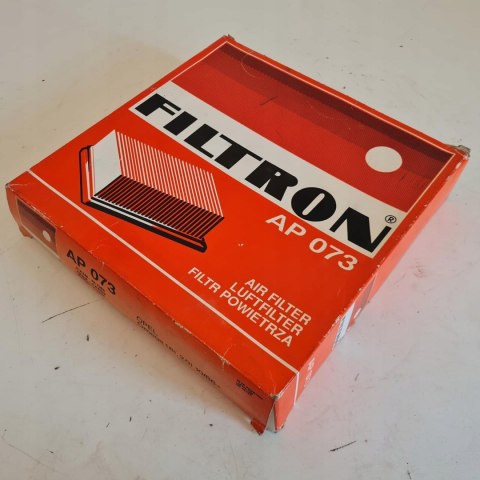 FILTRON®
AP 073
AIR FILTER
LUFTFILTER
FILTR POWIETRZA
AP 073
OPEL